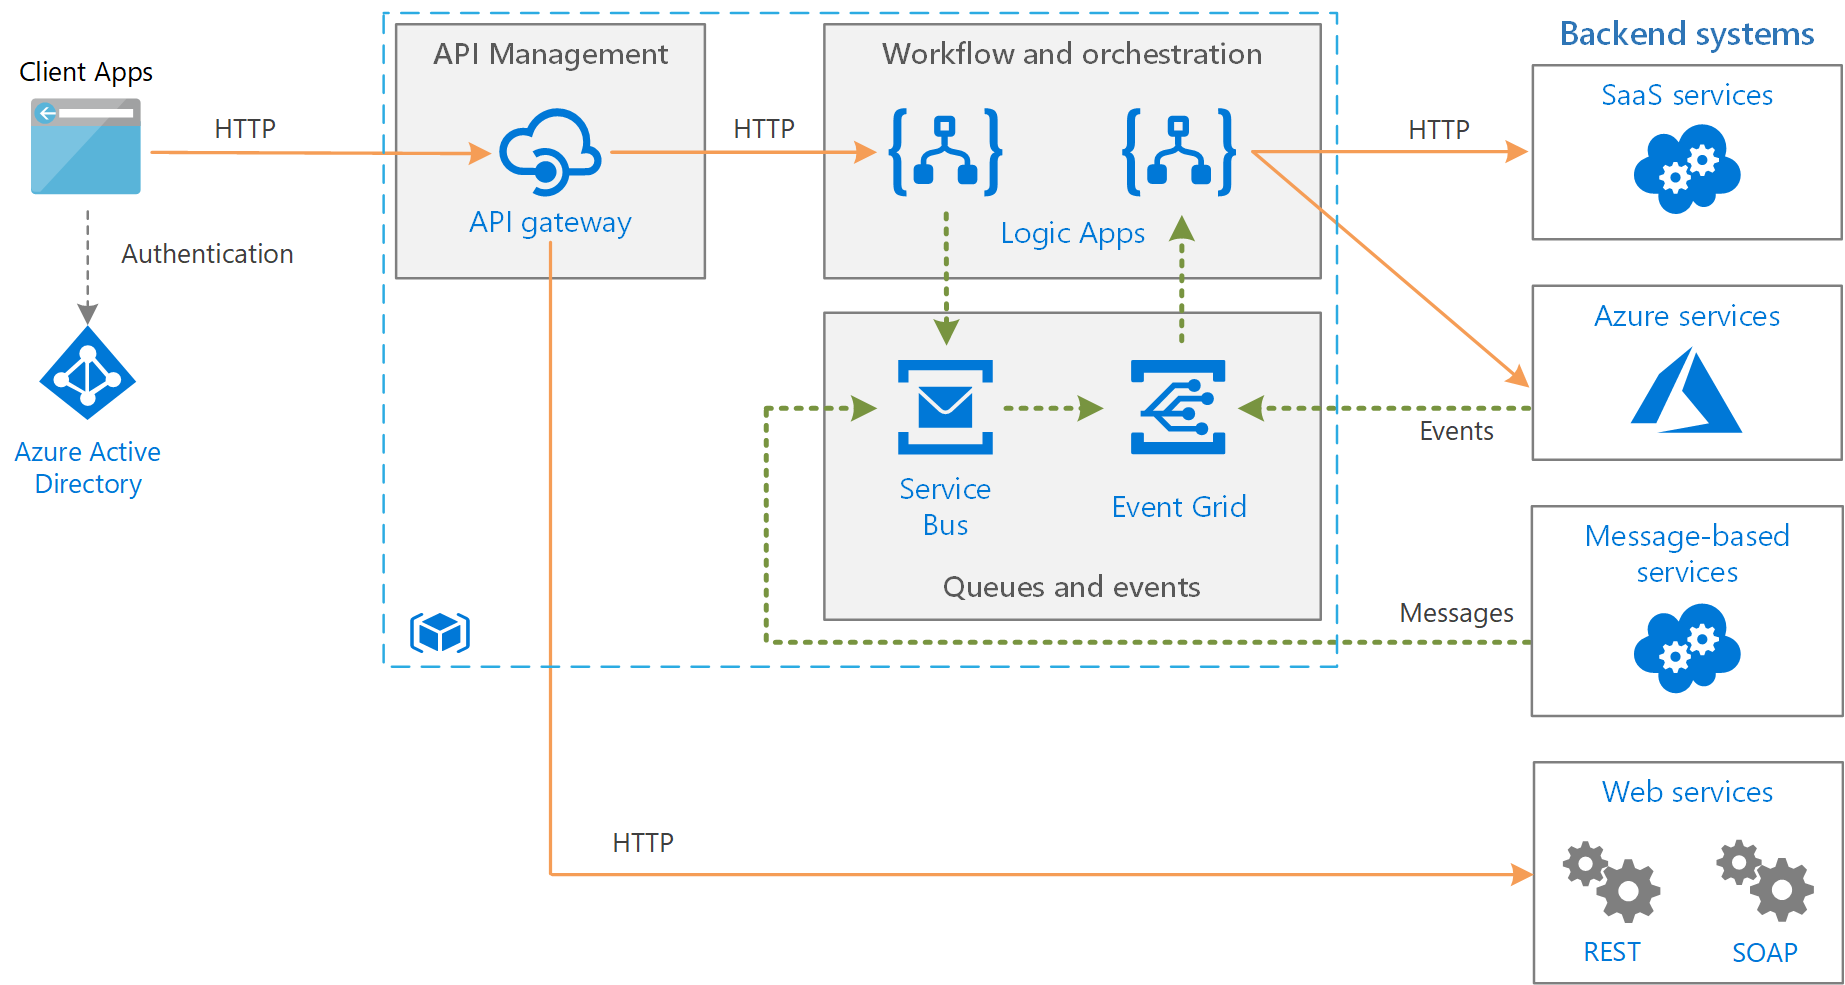 Client Apps
HTTP
Authentication
Azure Active
Directory
API Management
API gateway
HTTP
Workflow and orchestration
Logic Apps
Service
Bus
Event Grid
Queues and events
HTTP
Events
Messages
HTTP
Backend systems
SaaS services
Azure services
Message-based
services
Web services
REST
SOAP